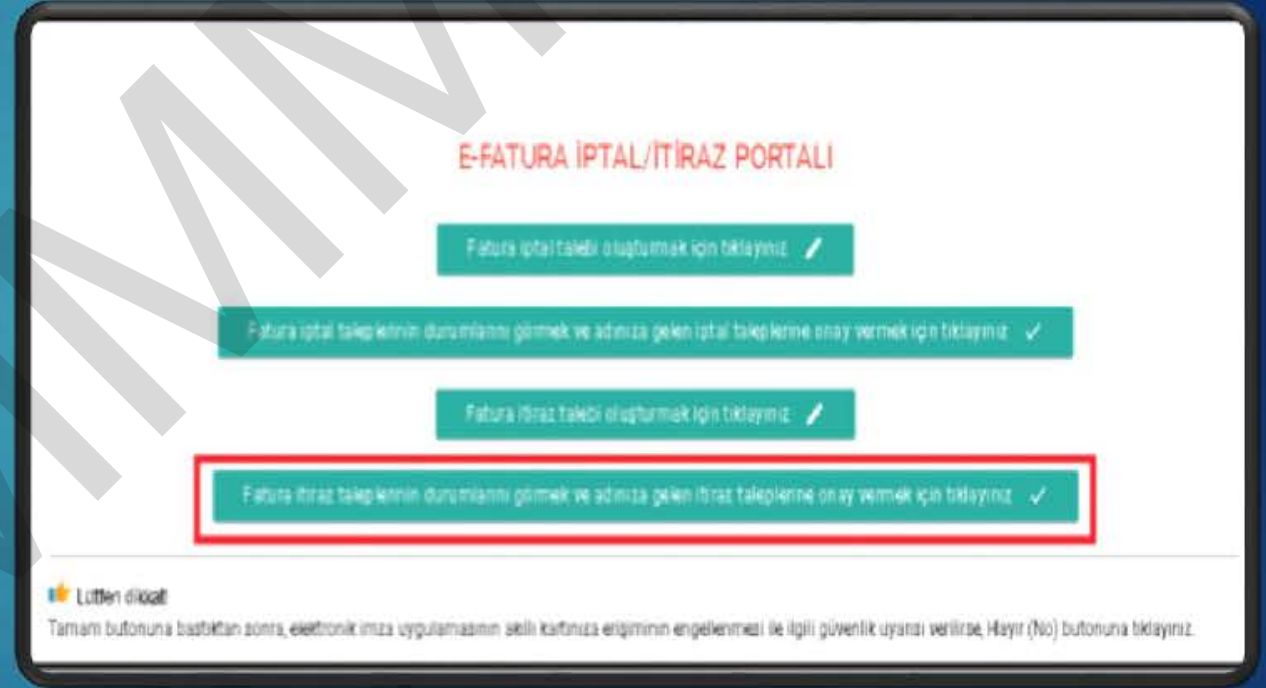 E-FATURA İPTAL/İTİRAZ PORTALI
Fatura iptal talebi oluşturmak için tıklayınız
Fatura iptal taleplerinin durumlarını görmek ve adınıza gelen iptal taleplerine onay vermek için tıklayınız
Fatura itiraz talebi oluşturmak için tıklayınız
Fatura itiraz taleplerinin durumlarını görmek ve adınıza gelen itiraz taleplerine onay vermek için tıklayınız
Lütfen dikkat!
Tamam butonuna bastıktan sonra, elektronik imza uygulamasının akıllı kartınıza erişiminin engellenmesi ile ilgili güvenlik uyarısı verilirse, Hayır (No) butonuna tıklayınız.